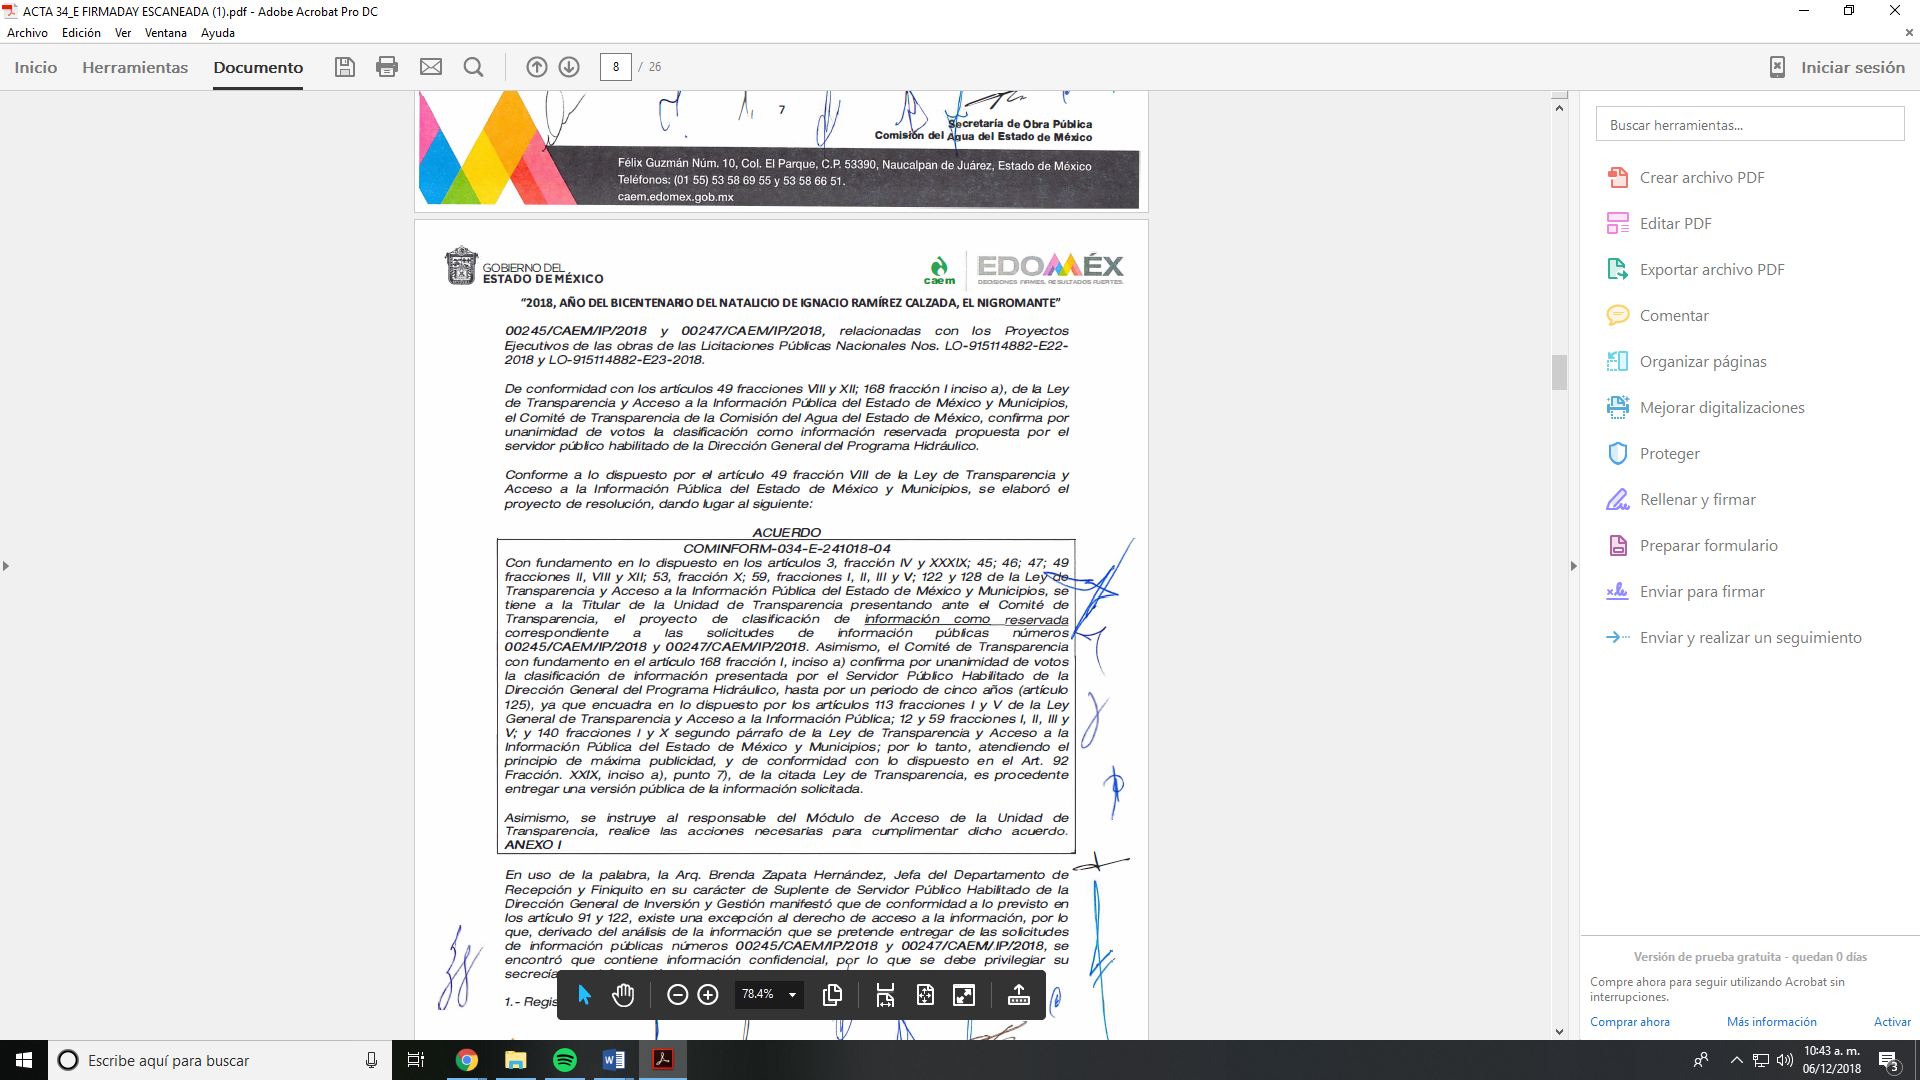 ACTA 34_E FIRMADAY ESCANEADA (1).pdf - Adobe Acrobat Pro DC
Archivo Edición Ver Ventana Ayuda
Inicio Herramientas Documento 8 / 26 Iniciar sesión
7
Secretaría de Obra Pública
Comisión del Agua del Estado de México
Félix Guzmán Núm. 10, Col. El Parque, C.P. 53390, Naucalpan de Juárez, Estado de México
Teléfonos: (01 55) 53 58 69 55 y 53 58 66 51.
caem.edomex.gob.mx
GOBIERNO DEL
ESTADO DE MÉXICO
caem
EDOMÉX
DECISIONES FIRMES, RESULTADOS FUERTES.
“2018, AÑO DEL BICENTENARIO DEL NATALICIO DE IGNACIO RAMÍREZ CALZADA, EL NIGROMANTE”
00245/CAEM/IP/2018 y 00247/CAEM/IP/2018, relacionadas con los Proyectos
Ejecutivos de las obras de las Licitaciones Públicas Nacionales Nos. LO-915114882-E22-
2018 y LO-915114882-E23-2018.
De conformidad con los artículos 49 fracciones VIII y XII; 168 fracción I inciso a), de la Ley
de Transparencia y Acceso a la Información Pública del Estado de México y Municipios,
el Comité de Transparencia de la Comisión del Agua del Estado de México, confirma por
unanimidad de votos la clasificación como información reservada propuesta por el
servidor público habilitado de la Dirección General del Programa Hidráulico.
Conforme a lo dispuesto por el artículo 49 fracción VIII de la Ley de Transparencia y
Acceso a la Información Pública del Estado de México y Municipios, se elaboró el
proyecto de resolución, dando lugar al siguiente:
ACUERDO
COMINFORM-034-E-241018-04
Con fundamento en lo dispuesto en los artículos 3, fracción IV y XXXIX; 45; 46; 47; 49
fracciones II, VIII y XII; 53, fracción X; 59, fracciones I, II, III y V; 122 y 128 de la Ley de
Transparencia y Acceso a la Información Pública del Estado de México y Municipios, se
tiene a la Titular de la Unidad de Transparencia presentando ante el Comité de
Transparencia, el proyecto de clasificación de información como reservada
correspondiente a las solicitudes de información públicas números
00245/CAEM/IP/2018 y 00247/CAEM/IP/2018. Asimismo, el Comité de Transparencia
con fundamento en el artículo 168 fracción I, inciso a) confirma por unanimidad de votos
la clasificación de información presentada por el Servidor Público Habilitado de la
Dirección General del Programa Hidráulico, hasta por un periodo de cinco años (artículo
125), ya que encuadra en lo dispuesto por los artículos 113 fracciones I y V de la Ley
General de Transparencia y Acceso a la Información Pública; 12 y 59 fracciones I, II, III y
V; y 140 fracciones I y X segundo párrafo de la Ley de Transparencia y Acceso a la
Información Pública del Estado de México y Municipios; por lo tanto, atendiendo el
principio de máxima publicidad, y de conformidad con lo dispuesto en el Art. 92
Fracción. XXIX, inciso a), punto 7), de la citada Ley de Transparencia, es procedente
entregar una versión pública de la información solicitada.
Asimismo, se instruye al responsable del Módulo de Acceso de la Unidad de
Transparencia, realice las acciones necesarias para cumplimentar dicho acuerdo.
ANEXO I
En uso de la palabra, la Arq. Brenda Zapata Hernández, Jefa del Departamento de
Recepción y Finiquito en su carácter de Suplente de Servidor Público Habilitado de la
Dirección General de Inversión y Gestión manifestó que de conformidad a lo previsto en
los artículo 91 y 122, existe una excepción al derecho de acceso a la información, por lo
que, derivado del análisis de la información que se pretende entregar de las solicitudes
de información públicas números 00245/CAEM/IP/2018 y 00247/CAEM/.IP/2018, se
encontró que contiene información confidencial, por lo que se debe privilegiar su
1.- Regis
78.4%
Buscar herramientas...
Crear archivo PDF
Editar PDF
Exportar archivo PDF
Comentar
Organizar páginas
Mejorar digitalizaciones
Proteger
Rellenar y firmar
Preparar formulario
Enviar para firmar
Enviar y realizar un seguimiento
Versión de prueba gratuita - quedan 0 días
Compre ahora para seguir utilizando Acrobat sin
interrupciones.
Comprar ahora Más información Activar
Escribe aquí para buscar
10:43 a. m.
06/12/2018
3